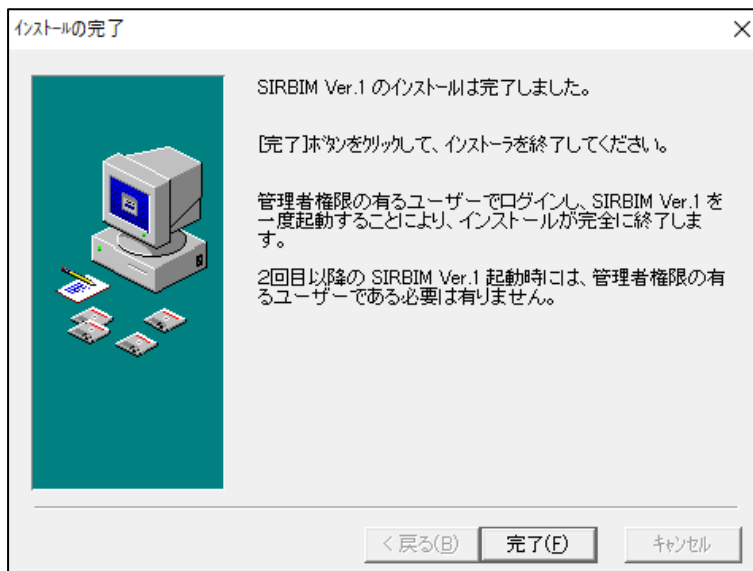 インストールの完了
SIRBIM Ver.1 のインストールは完了しました。
[完了]ボタンをクリックして、インストーラを終了してください。
管理者権限の有るユーザーでログインし、SIRBIM Ver.1 を
一度起動することにより、インストールが完全に終了しま
す。
2回目以降の SIRBIM Ver.1 起動時には、管理者権限の有
るユーザーである必要は有りません。
< 戻る(B)
完了(F)
キャンセル